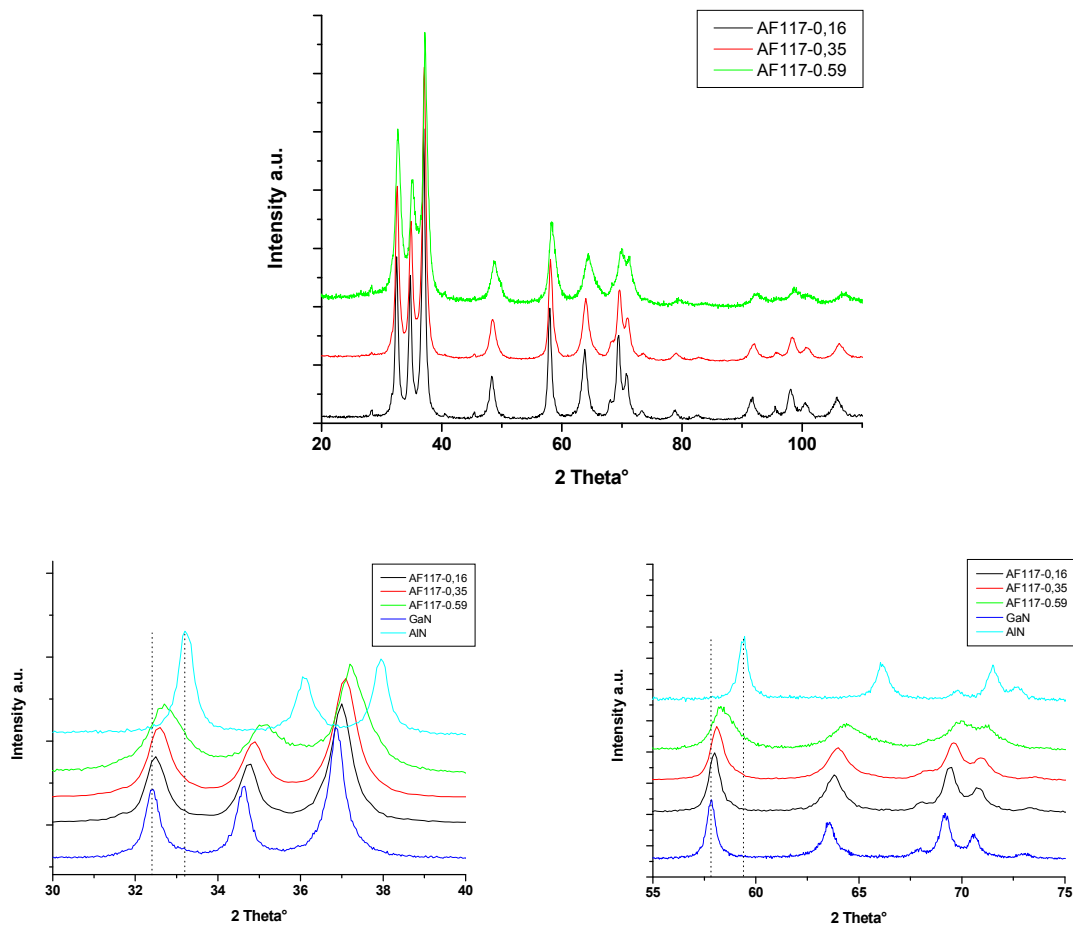 AF117-0,16
AF117-0,35
AF117-0.59
Intensity a.u.
20 40 60 80 100
2 Theta°
AF117-0,16
AF117-0,35
AF117-0.59
GaN
AlN
Intensity a.u.
30 32 34 36 38 40
2 Theta°
AF117-0,16
AF117-0,35
AF117-0.59
GaN
AlN
Intensity a.u.
55 60 65 70 75
2 Theta°